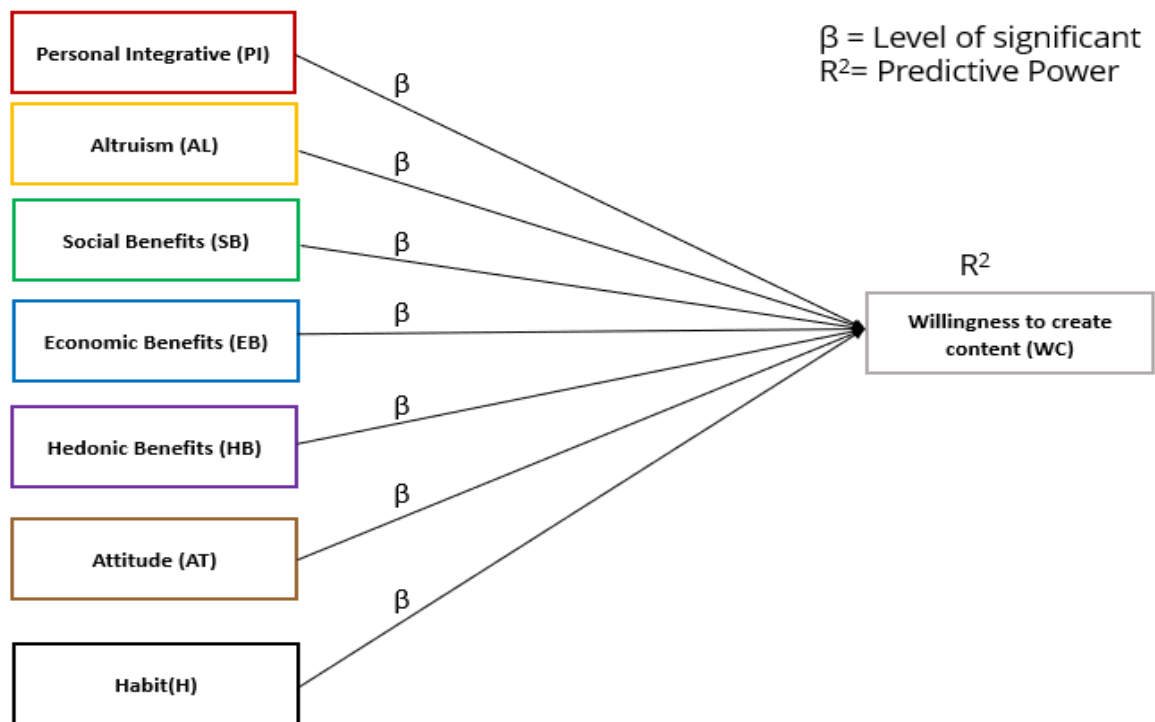 Personal Integrative (PI)
β = Level of significant
R²= Predictive Power
β
Altruism (AL)
β
Social Benefits (SB)
β
R²
Economic Benefits (EB)
β
Willingness to create
content (WC)
Hedonic Benefits (HB)
β
Attitude (AT)
β
Habit(H)
β